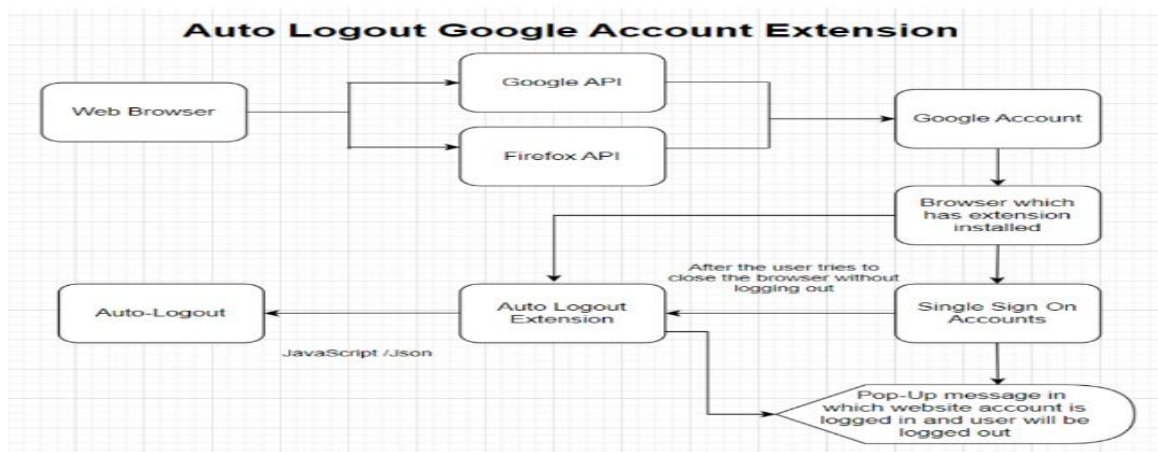 Auto Logout Google Account Extension
Google API
Web Browser
Google Account
Firefox API
Browser which
has extension
installed
After the user tries to
close the browser without
logging out
Auto-Logout
Auto Logout
Extension
Single Sign On
Accounts
JavaScript /Json
Pop-Up message in
which website account is
logged in and user will be
logged out